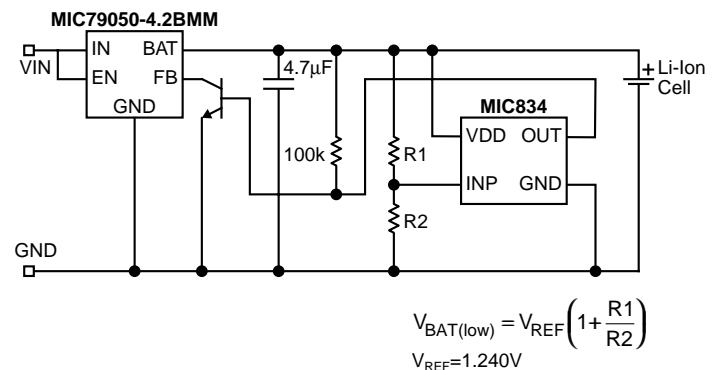 MIC79050-4.2BMM
IN BAT
VIN
EN FB
GND
4.7µF
100k
R1
R2
MIC834
VDD OUT
INP GND
+ Li-Ion
Cell
GND
V_BAT(low) = V_REF(1+R1/R2)
V_REF=1.240V